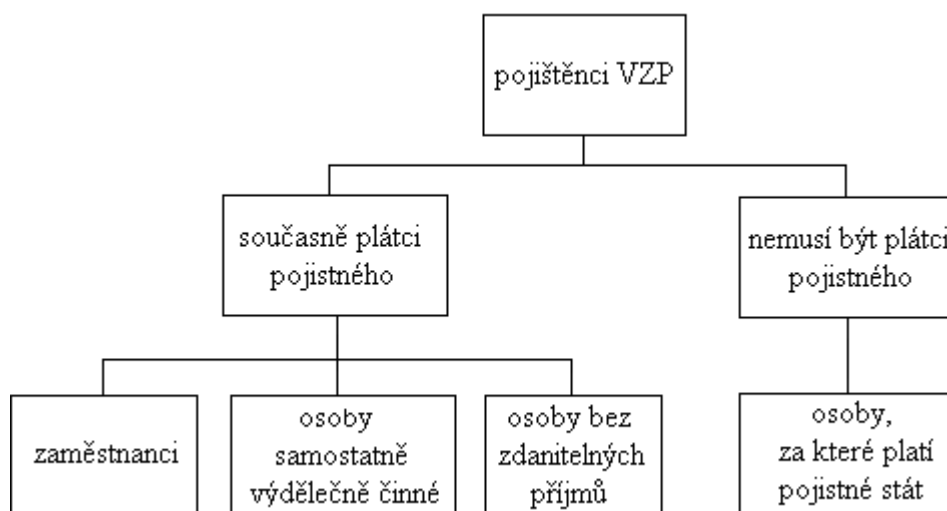 pojištěnci VZP
současně plátci
pojistného
nemusí být plátci
pojistného
zaměstnanci
osoby
samostatně
výdělečně činné
osoby bez
zdanitelných
příjmů
osoby,
za které platí
pojistné stát